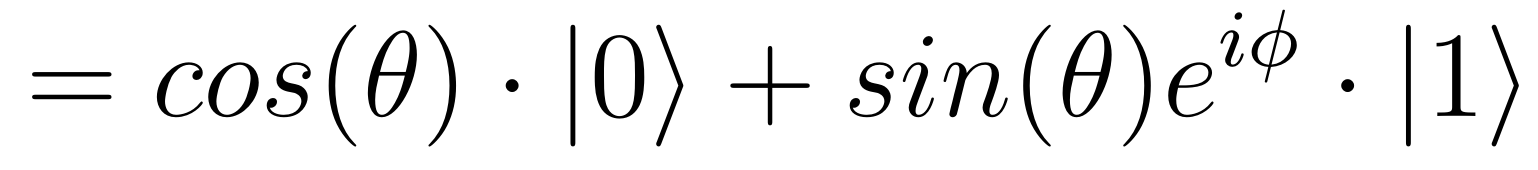 = cos(θ) · |0⟩ + sin(θ)e^{iϕ} · |1⟩